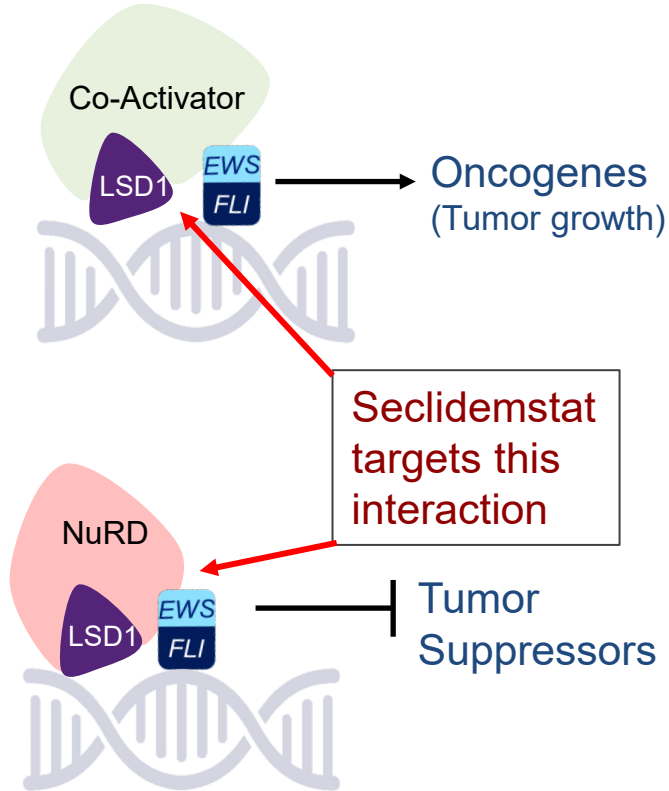 Co-Activator
LSD1
EWS
FLI
Oncogenes
(Tumor growth)
Seclidemstat
targets this
interaction
NuRD
LSD1
EWS
FLI
Tumor
Suppressors